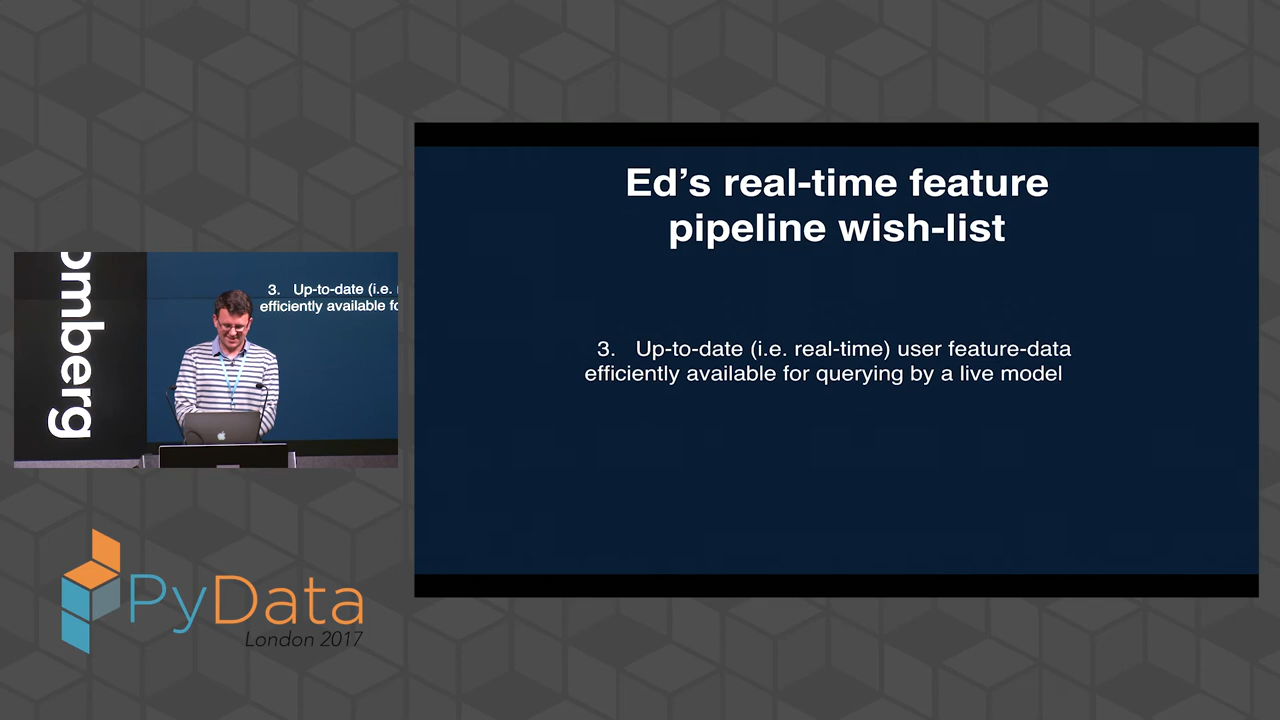 Ed's real-time feature
pipeline wish-list
3. Up-to-date (i.e. real-time) user feature-data
efficiently available for querying by a live model
omberg
3. Up-to-date (i.e.
efficiently available fo
PyData
London 2017